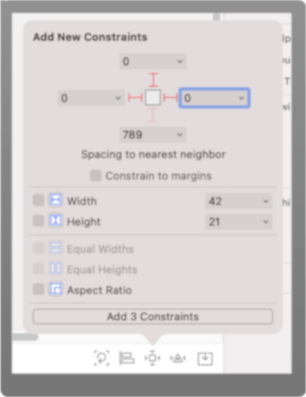 Add New Constraints
0
0
0
789
Spacing to nearest neighbor
Constrain to margins
Width
42
Height
21
Equal Widths
Equal Heights
Aspect Ratio
Add 3 Constraints